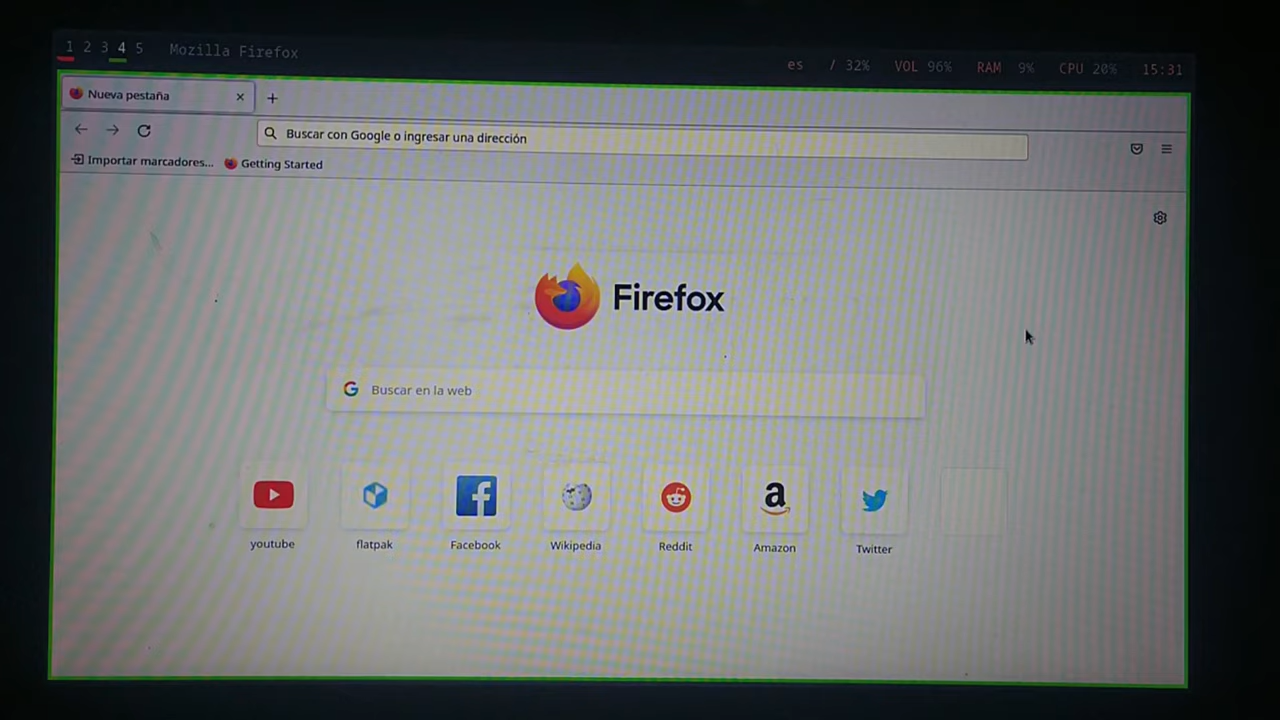 1 2 3 4 5 Mozilla Firefox
es / 32% VOL 96% RAM 9% CPU 20% 15:31
Nueva pestaña
Buscar con Google o ingresar una dirección
Importar marcadores... Getting Started
Firefox
Buscar en la web
youtube flatpak Facebook Wikipedia Reddit Amazon Twitter